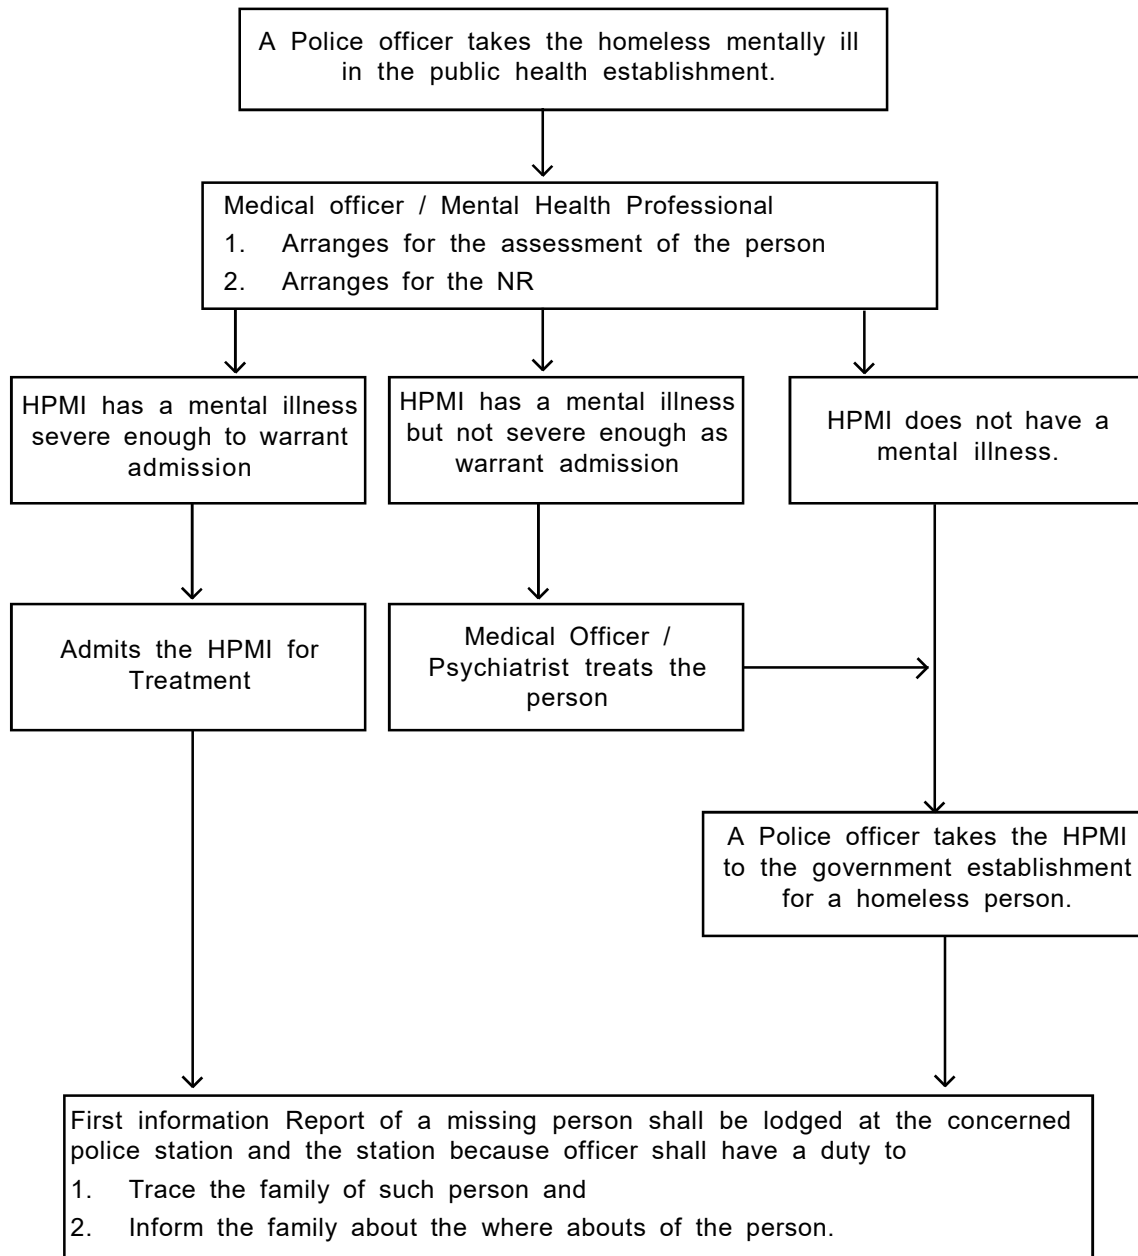 A Police officer takes the homeless mentally ill
in the public health establishment.
Medical officer / Mental Health Professional
1. Arranges for the assessment of the person
2. Arranges for the NR
HPMI has a mental illness
severe enough to warrant
admission
HPMI has a mental illness
but not severe enough as
warrant admission
HPMI does not have a
mental illness.
Admits the HPMI for
Treatment
Medical Officer /
Psychiatrist treats the
person
A Police officer takes the HPMI
to the government establishment
for a homeless person.
First information Report of a missing person shall be lodged at the concerned
police station and the station because officer shall have a duty to
1. Trace the family of such person and
2. Inform the family about the where abouts of the person.